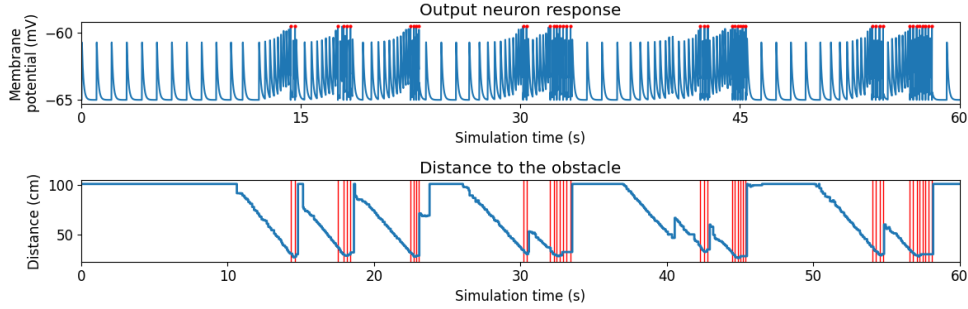 Output neuron response
Membrane
potential (mV)
−60
−65
0 15 30 45 60
Simulation time (s)
Distance to the obstacle
Distance (cm)
100
50
0 10 20 30 40 50 60
Simulation time (s)